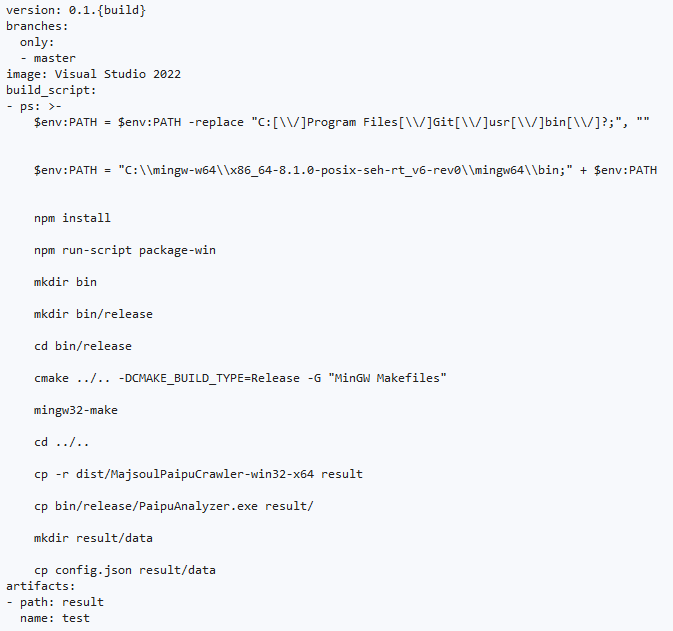 version: 0.1.{build}
branches:
  only:
  - master
image: Visual Studio 2022
build_script:
- ps: >-
    $env:PATH = $env:PATH -replace "C:[\\/]Program Files[\\/]Git[\\/]usr[\\/]bin[\\/]?;", ""
    $env:PATH = "C:\\mingw-w64\\x86_64-8.1.0-posix-seh-rt_v6-rev0\\mingw64\\bin;" + $env:PATH
    npm install
    npm run-script package-win
    mkdir bin
    mkdir bin/release
    cd bin/release
    cmake ../.. -DCMAKE_BUILD_TYPE=Release -G "MinGW Makefiles"
    mingw32-make
    cd ../..
    cp -r dist/MajsoulPaipuCrawler-win32-x64 result
    cp bin/release/PaipuAnalyzer.exe result/
    mkdir result/data
    cp config.json result/data
artifacts:
- path: result
  name: test